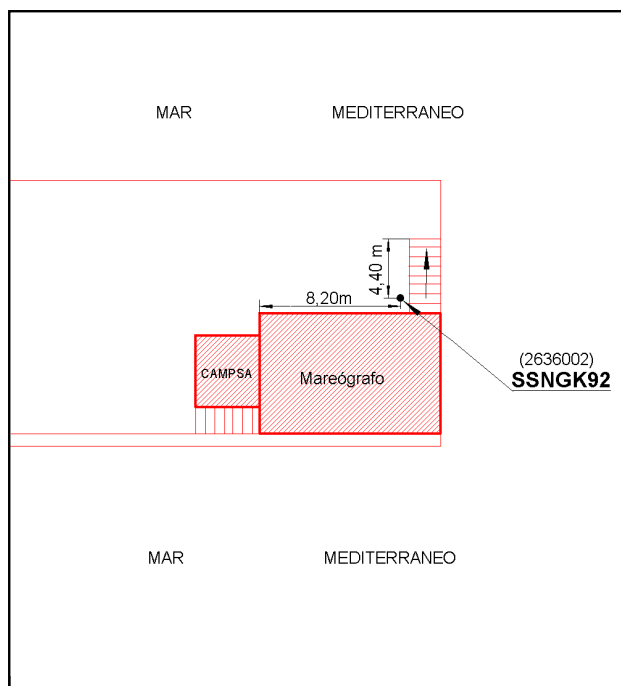 MAR MEDITERRANEO
4,40 m
8,20m
(2636002)
SSNGK92
CAMPSA
Mareógrafo
MAR MEDITERRANEO